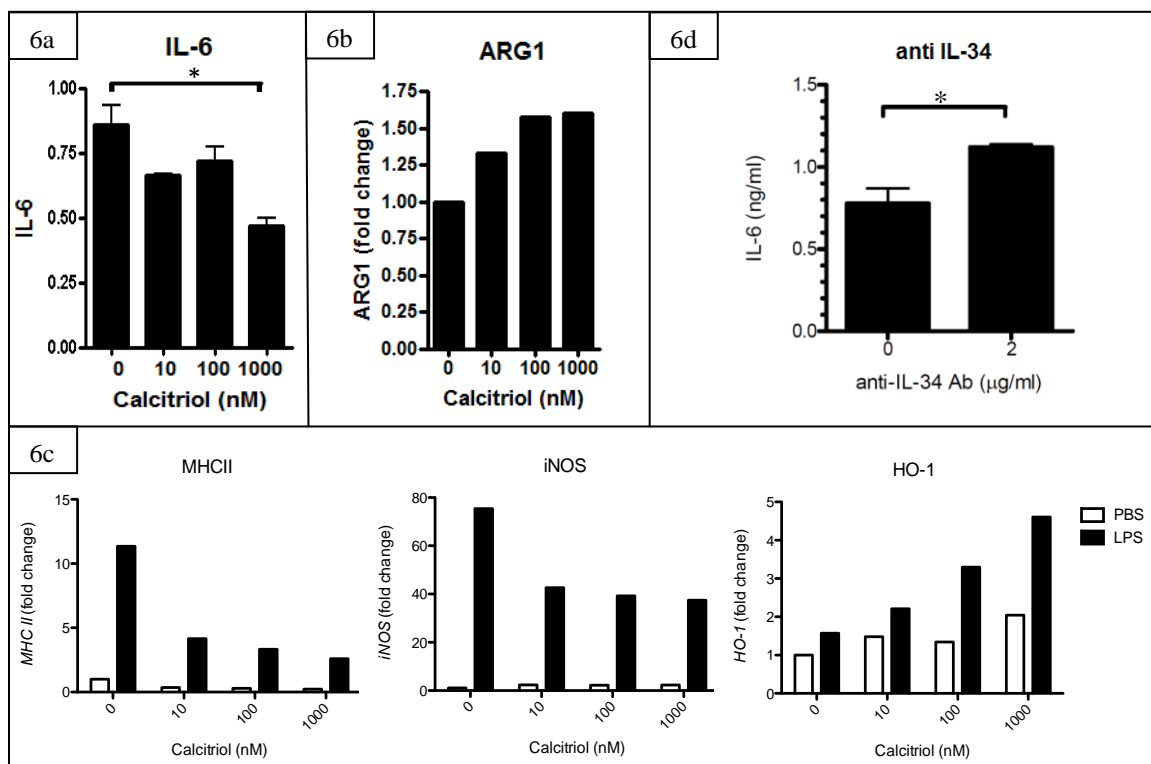 6a
IL-6
*
1.00
0.75
0.50
0.25
0.00
IL-6
0 10 100 1000
Calcitriol (nM)
6b
ARG1
1.75
1.50
1.25
1.00
0.75
0.50
0.25
0.00
ARG1 (fold change)
0 10 100 1000
Calcitriol (nM)
6d
anti IL-34
*
1.5
1.0
0.5
0.0
IL-6 (ng/ml)
0 2
anti-IL-34 Ab (μg/ml)
6c
MHCII
15
10
5
0
MHC II (fold change)
0 10 100 1000
Calcitriol (nM)
iNOS
80
60
40
20
0
iNOS (fold change)
0 10 100 1000
Calcitriol (nM)
HO-1
5
4
3
2
1
0
HO-1 (fold change)
0 10 100 1000
Calcitriol (nM)
PBS
LPS